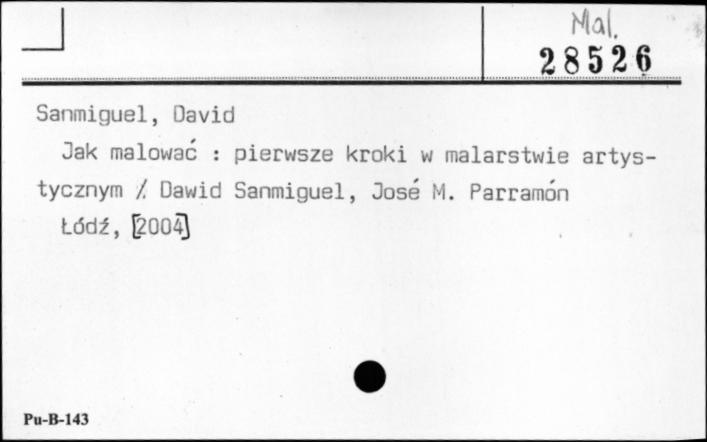 Mal.
28526
Sanmiguel, David
Jak malować : pierwsze kroki w malarstwie artys-
tycznym / Dawid Sanmiguel, José M. Parramón
Łódź, [2004]
Pu-B-143